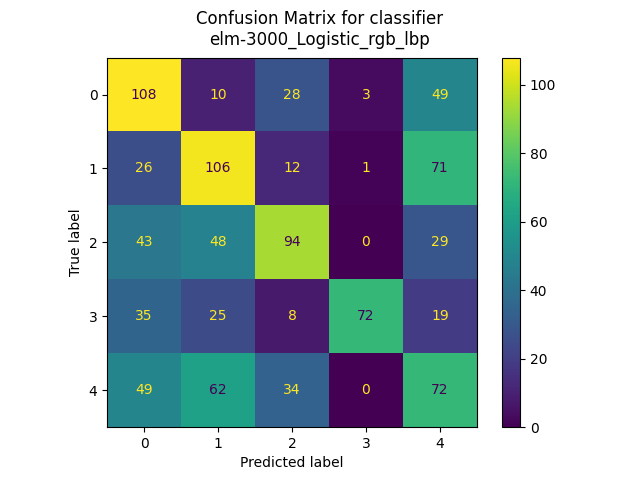 Confusion Matrix for classifier
elm-3000_Logistic_rgb_lbp
0 108 10 28 3 49
1 26 106 12 1 71
2 43 48 94 0 29
3 35 25 8 72 19
4 49 62 34 0 72
0 1 2 3 4
Predicted label
True label
100
80
60
40
20
0